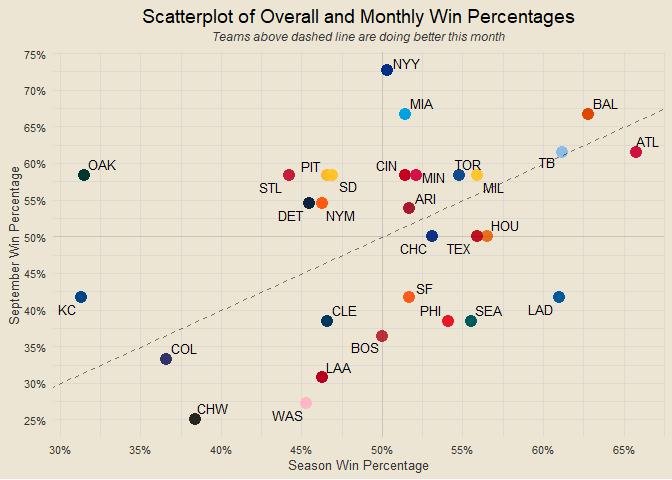 Scatterplot of Overall and Monthly Win Percentages
Teams above dashed line are doing better this month
75%
70%
65%
60%
55%
50%
45%
40%
35%
30%
25%
September Win Percentage
NYY
MIA
BAL
ATL
TB
OAK
PIT
CIN
TOR
STL
SD
MIN
MIL
ARI
DET
NYM
HOU
CHC
TEX
SF
KC
LAD
CLE
PHI
SEA
BOS
COL
LAA
WAS
CHW
30%
35%
40%
45%
50%
55%
60%
65%
Season Win Percentage